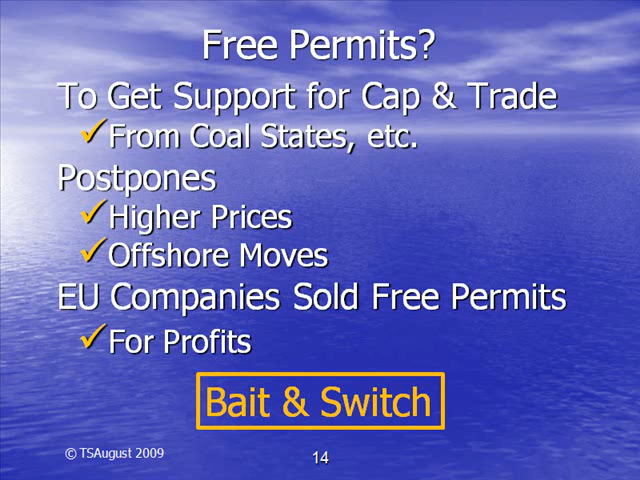 Free Permits?
To Get Support for Cap & Trade
From Coal States, etc.
Postpones
Higher Prices
Offshore Moves
EU Companies Sold Free Permits
For Profits
Bait & Switch
© TSAugust 2009
14